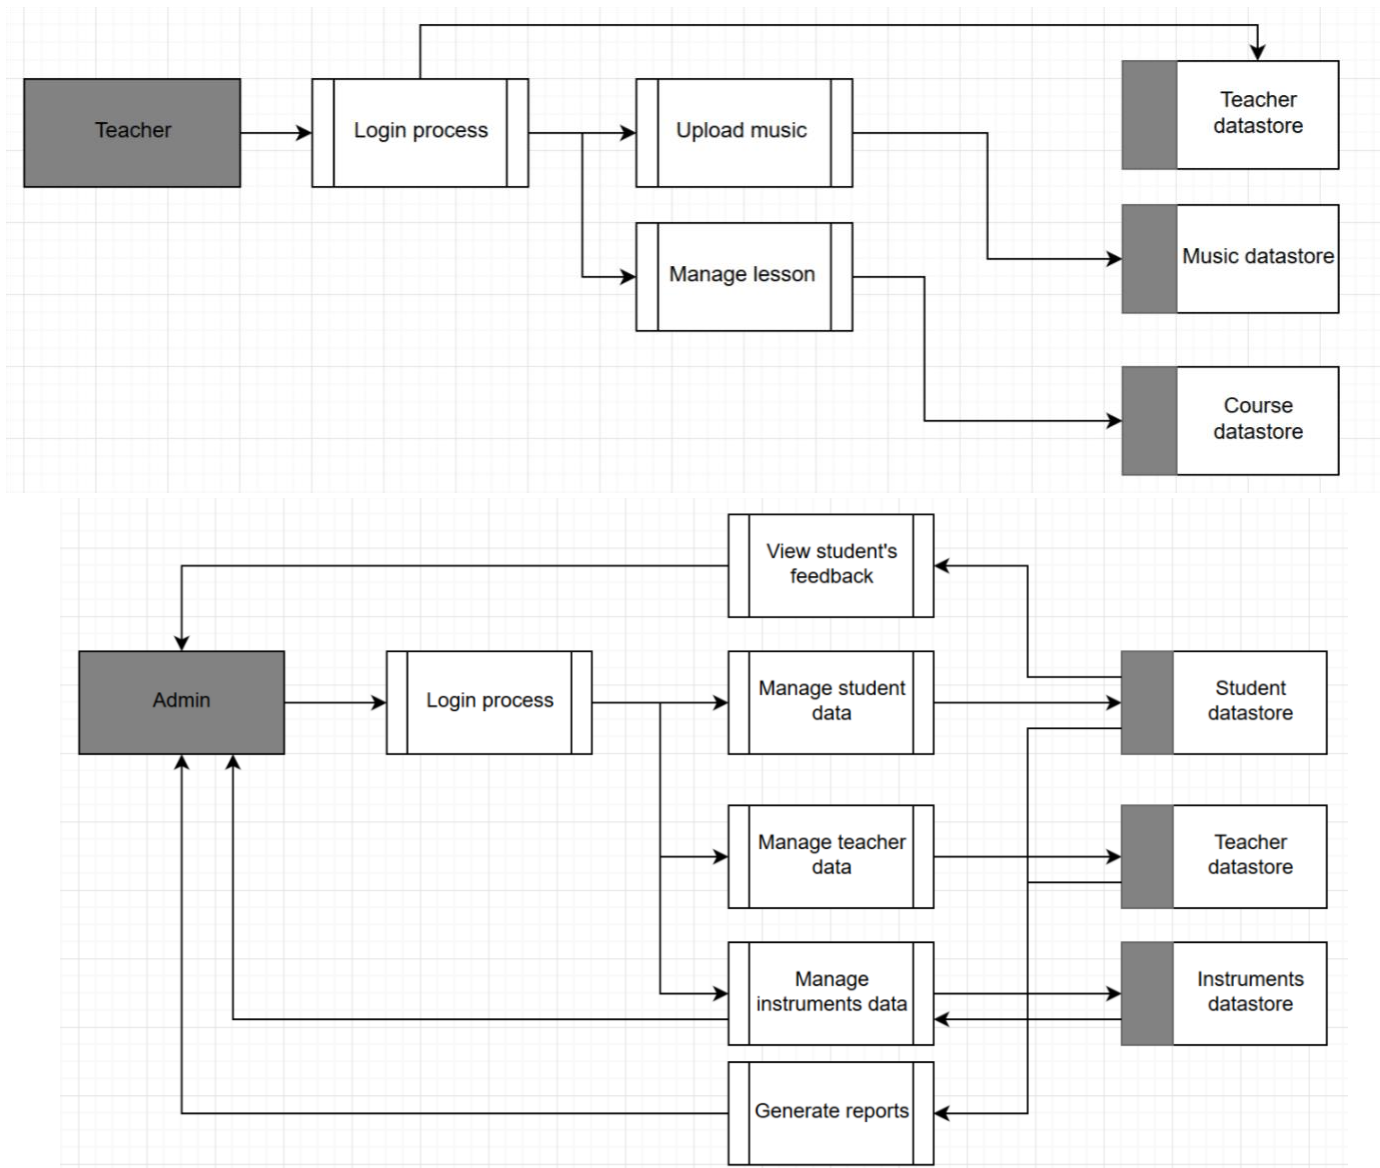 Teacher
Login process
Upload music
Teacher
datastore
Manage lesson
Music datastore
Course
datastore
View student's
feedback
Admin
Login process
Manage student
data
Student
datastore
Manage teacher
data
Teacher
datastore
Manage
instruments data
Instruments
datastore
Generate reports